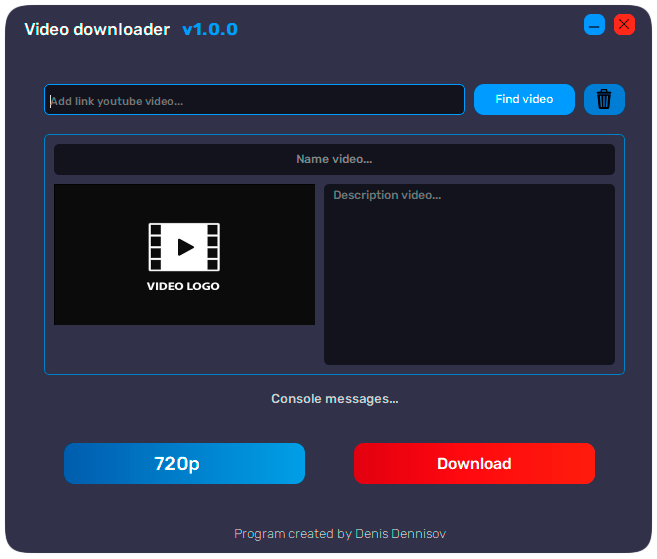 Video downloader v1.0.0
Add link youtube video...
Find video
Name video...
VIDEO LOGO
Description video...
Console messages...
720p
Download
Program created by Denis Dennisov